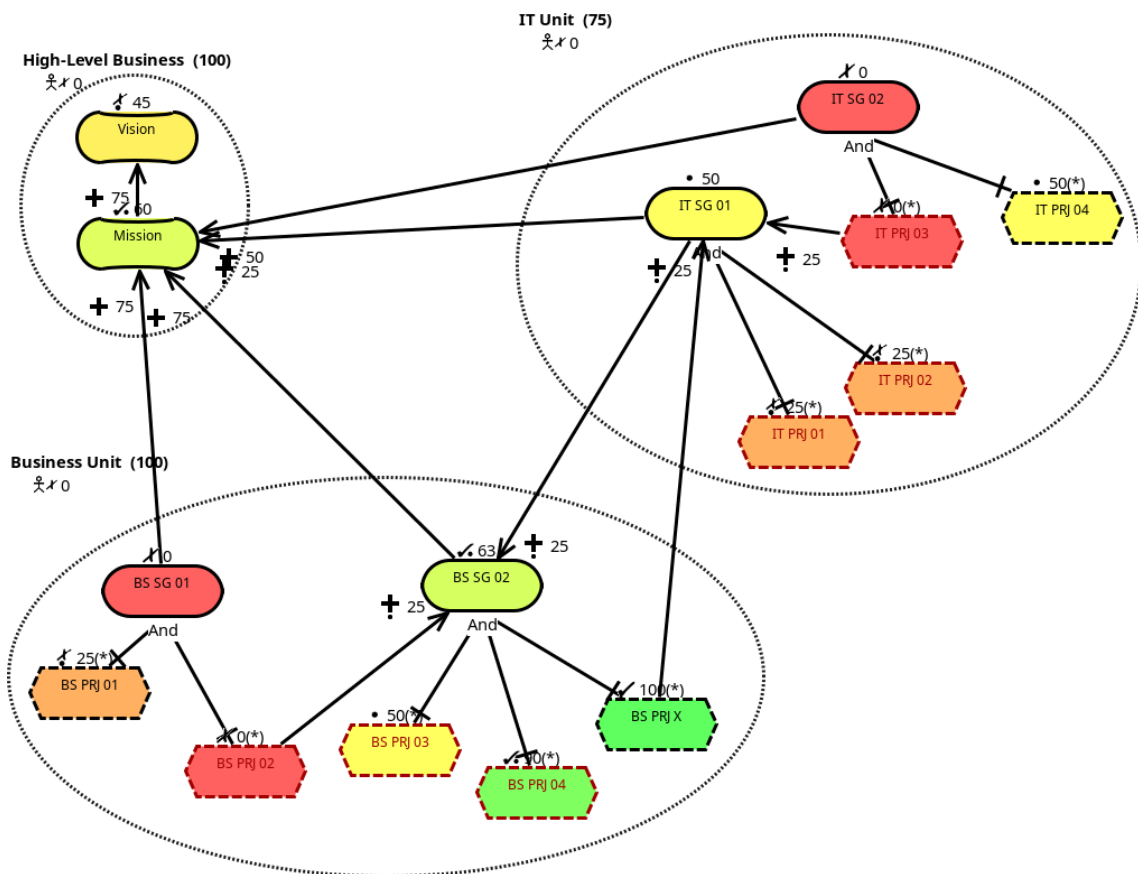 IT Unit (75)
0
High-Level Business (100)
0
45
Vision
75
60
Mission
50
25
75
75
0
IT SG 02
And
50(*)
IT PRJ 04
50
IT SG 01
And
25
0(*)
IT PRJ 03
25
25(*)
IT PRJ 02
25(*)
IT PRJ 01
Business Unit (100)
0
0
BS SG 01
And
25(*)
BS PRJ 01
0(*)
BS PRJ 02
63
25
BS SG 02
25
And
50(*)
BS PRJ 03
90(*)
BS PRJ 04
100(*)
BS PRJ X